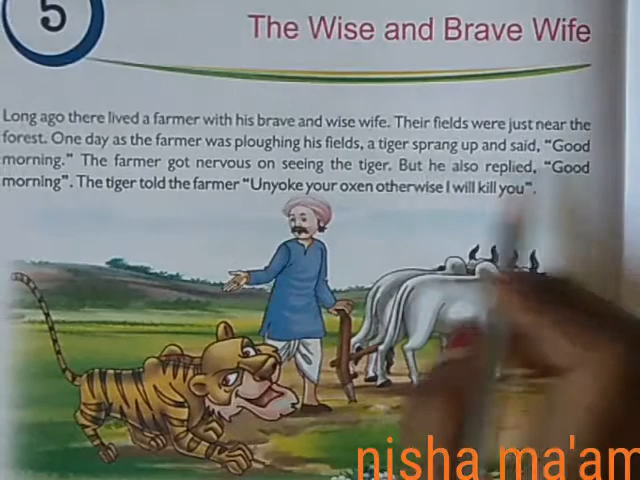 5
The Wise and Brave Wife
Long ago there lived a farmer with his brave and wise wife. Their fields were just near the
forest. One day as the farmer was ploughing his fields, a tiger sprang up and said, "Good
morning." The farmer got nervous on seeing the tiger. But he also replied, "Good
morning". The tiger told the farmer "Unyoke your oxen otherwise I will kill you".
nisha ma'am